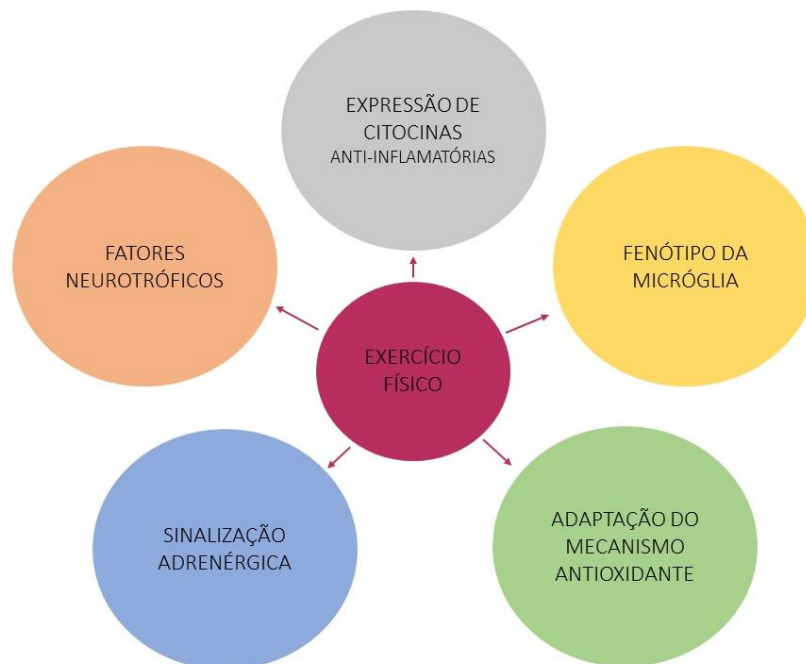 EXPRESSÃO DE
CITOCINAS
ANTI-INFLAMATÓRIAS
FATORES
NEUROTRÓFICOS
FENÓTIPO DA
MICRÓGLIA
EXERCÍCIO
FÍSICO
SINALIZAÇÃO
ADRENÉRGICA
ADAPTAÇÃO DO
MECANISMO
ANTIOXIDANTE